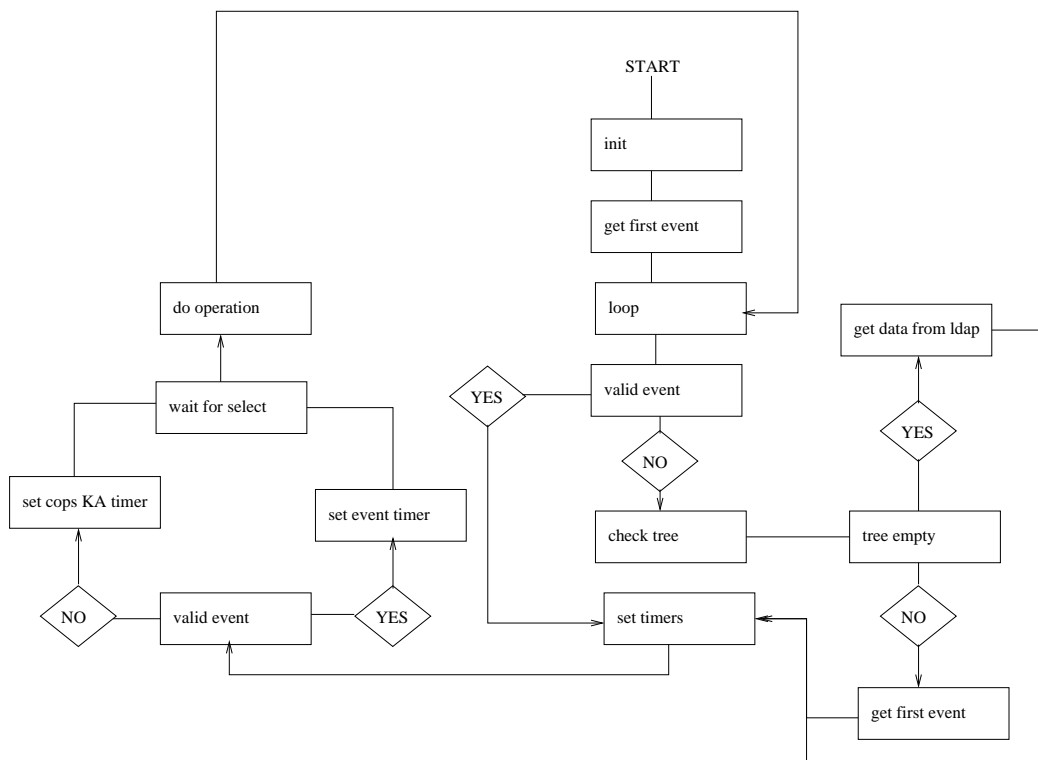 START
init
get first event
do operation
loop
get data from ldap
wait for select
YES
valid event
YES
NO
set cops KA timer
set event timer
check tree
tree empty
NO
valid event
YES
set timers
NO
get first event